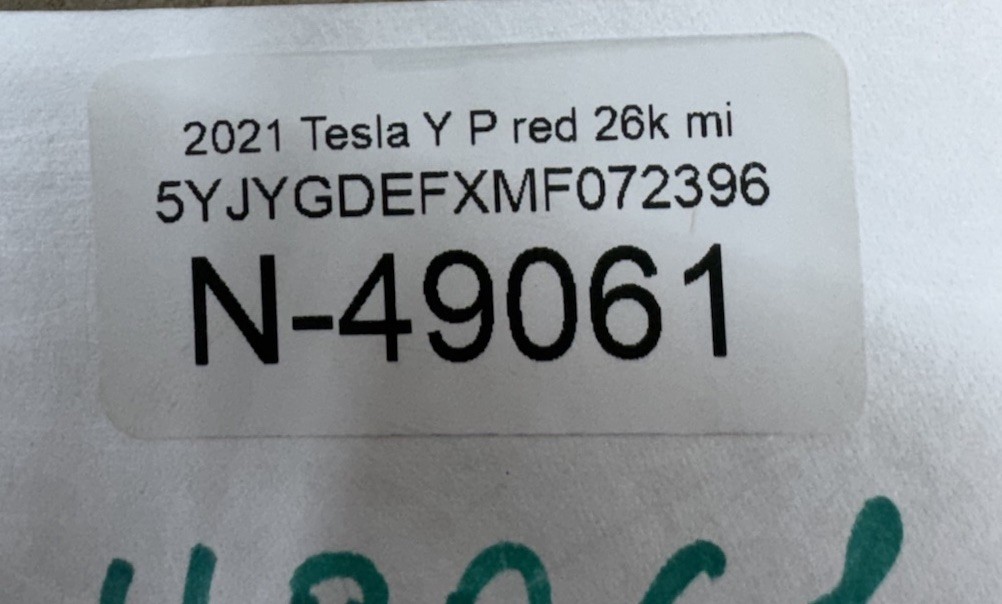 2021 Tesla Y P red 26k mi
5YJYGDEFXMF072396
N-49061